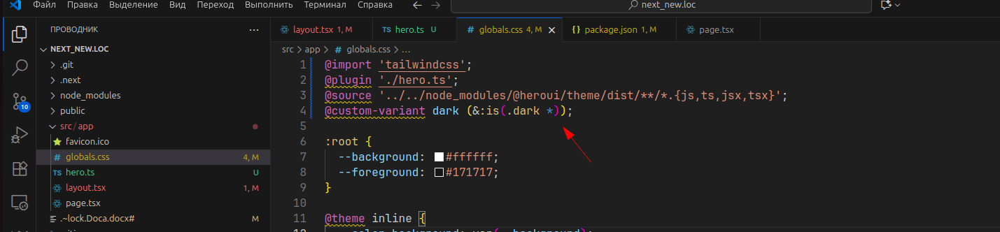 Файл Правка Выделение Вид Переход Выполнить Терминал Справка
next_new.loc
ПРОВОДНИК
layout.tsx 1, M
TS hero.ts U
# globals.css 4, M
{} package.json 1, M
page.tsx
NEXT_NEW.LOC
.git
.next
node_modules
public
src/app
favicon.ico
# globals.css 4, M
TS hero.ts U
layout.tsx 1, M
page.tsx
.~lock.Doca.docx# M
10
src > app > # globals.css > ...
1 @import 'tailwindcss';
2 @plugin './hero.ts';
3 @source '../../node_modules/@heroui/theme/dist/**/*.{js,ts,jsx,tsx}';
4 @custom-variant dark (&:is(.dark *));
5
6 :root {
7 --background: #ffffff;
8 --foreground: #171717;
9 }
10
11 @theme inline {